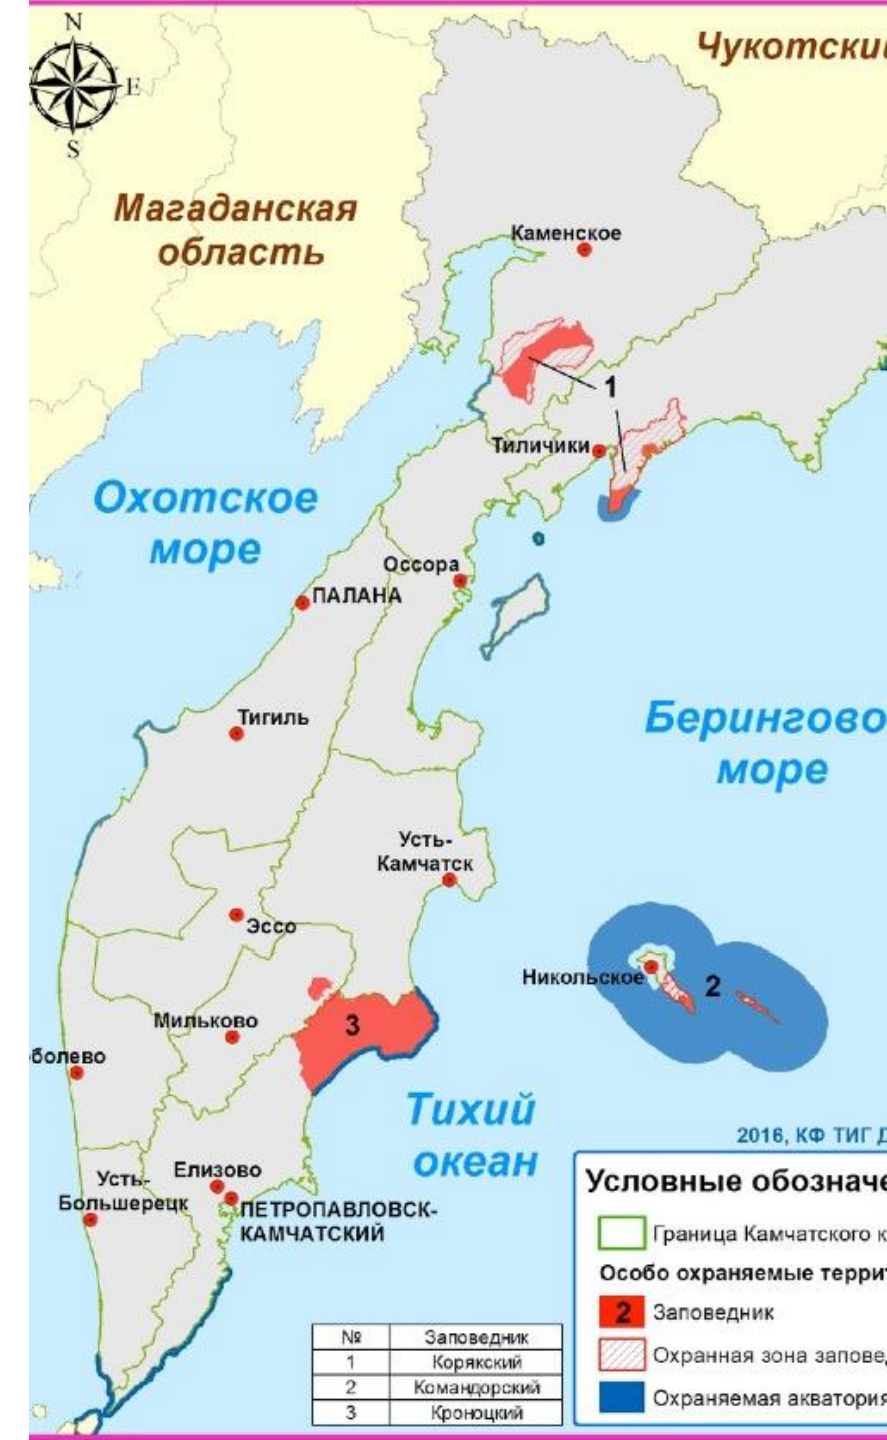 N
E
S
Чукотски
Магаданская
область
Каменское
1
Тиличики
Охотское
море
Оссора
ПАЛАНА
Тигиль
Берингово
море
Усть-
Камчатск
Эссо
Никольское
2
Мильково
3
болево
Тихий
океан
2016, КФ ТИГ Д
Усть-
Большерецк
Елизово
ПЕТРОПАВЛОВСК-
КАМЧАТСКИЙ
Условные обозначе
Граница Камчатского к
Особо охраняемые террит
2 Заповедник
Охранная зона запове
Охраняемая акватория
№ Заповедник
1 Корякский
2 Командорский
3 Кроноцкий